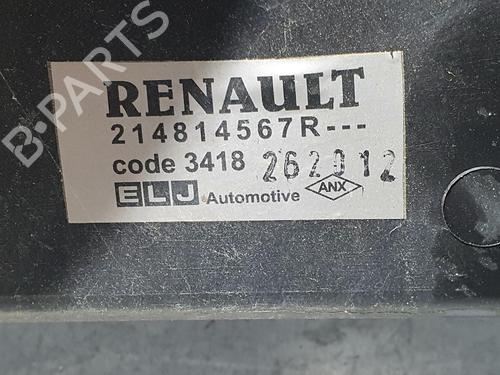 B-PARTS
RENAULT
214814567R---
code 3418 262012
ELJ Automotive ANX